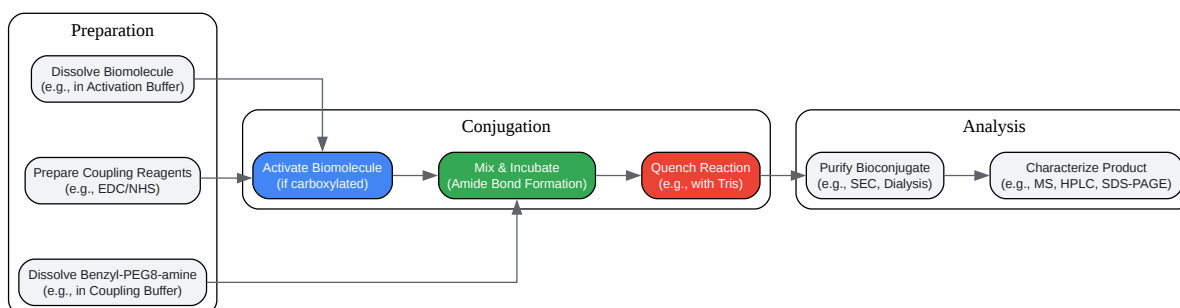 Preparation
Dissolve Biomolecule
(e.g., in Activation Buffer)
Prepare Coupling Reagents
(e.g., EDC/NHS)
Dissolve Benzyl-PEG8-amine
(e.g., in Coupling Buffer)
Conjugation
Activate Biomolecule
(if carboxylated)
Mix & Incubate
(Amide Bond Formation)
Quench Reaction
(e.g., with Tris)
Analysis
Purify Bioconjugate
(e.g., SEC, Dialysis)
Characterize Product
(e.g., MS, HPLC, SDS-PAGE)